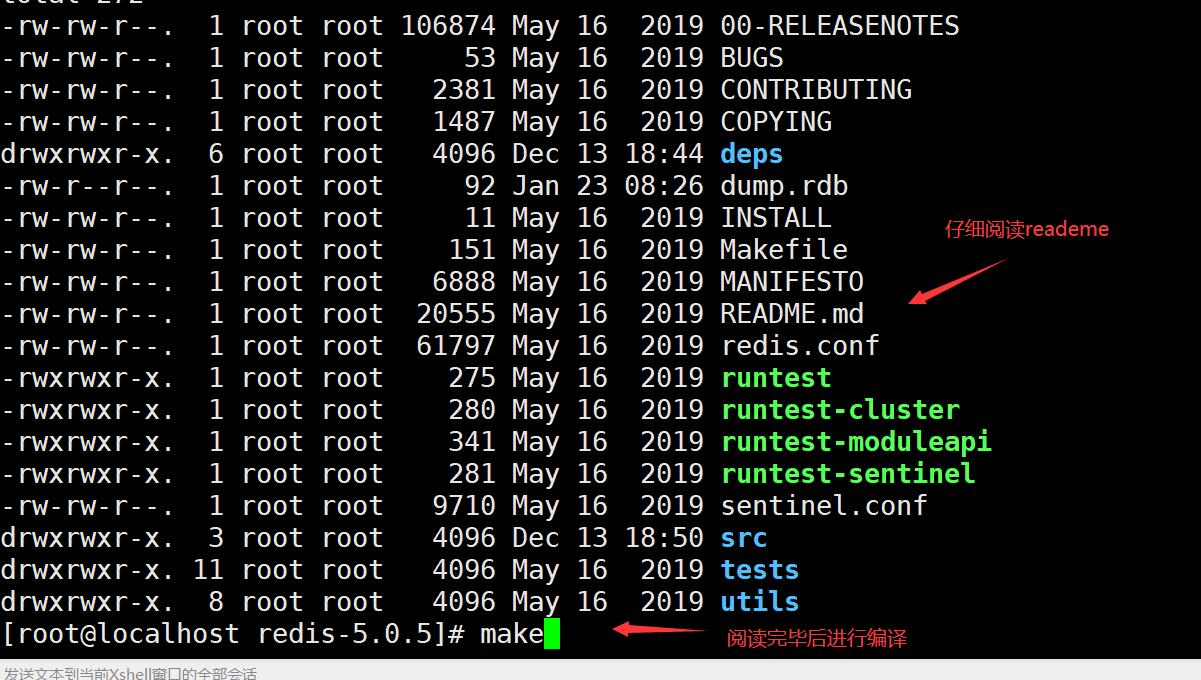 total 272
-rw-rw-r--.  1 root root 106874 May 16  2019 00-RELEASENOTES
-rw-rw-r--.  1 root root     53 May 16  2019 BUGS
-rw-rw-r--.  1 root root   2381 May 16  2019 CONTRIBUTING
-rw-rw-r--.  1 root root   1487 May 16  2019 COPYING
drwxrwxr-x.  6 root root   4096 Dec 13 18:44 deps
-rw-r--r--.  1 root root     92 Jan 23 08:26 dump.rdb
-rw-rw-r--.  1 root root     11 May 16  2019 INSTALL
仔细阅读reademe
-rw-rw-r--.  1 root root    151 May 16  2019 Makefile
-rw-rw-r--.  1 root root   6888 May 16  2019 MANIFESTO
-rw-rw-r--.  1 root root  20555 May 16  2019 README.md
-rw-rw-r--.  1 root root  61797 May 16  2019 redis.conf
-rwxrwxr-x.  1 root root    275 May 16  2019 runtest
-rwxrwxr-x.  1 root root    280 May 16  2019 runtest-cluster
-rwxrwxr-x.  1 root root    341 May 16  2019 runtest-moduleapi
-rwxrwxr-x.  1 root root    281 May 16  2019 runtest-sentinel
-rw-rw-r--.  1 root root   9710 May 16  2019 sentinel.conf
drwxrwxr-x.  3 root root   4096 Dec 13 18:50 src
drwxrwxr-x. 11 root root   4096 May 16  2019 tests
drwxrwxr-x.  8 root root   4096 May 16  2019 utils
[root@localhost redis-5.0.5]# make
阅读完毕后进行编译
发送文本到当前Xshell窗口的全部会话